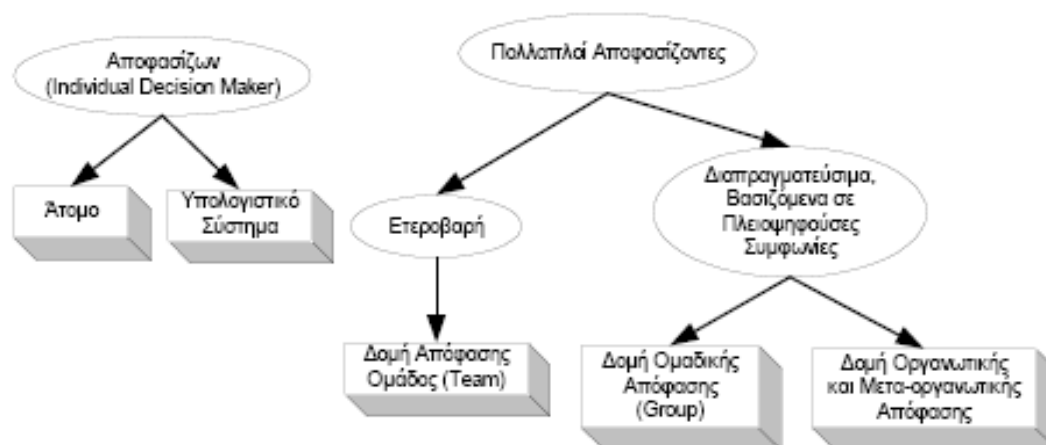 Αποφασίζων
(Individual Decision Maker)
Άτομο
Υπολογιστικό
Σύστημα
Πολλαπλοί Αποφασίζοντες
Ετεροβαρή
Διαπραγματεύσιμα,
Βασιζόμενα σε
Πλειοψηφούσες
Συμφωνίες
Δομή Απόφασης
Ομάδος (Team)
Δομή Ομαδικής
Απόφασης
(Group)
Δομή Οργανωτικής
και Μετα-οργανωτικής
Απόφασης